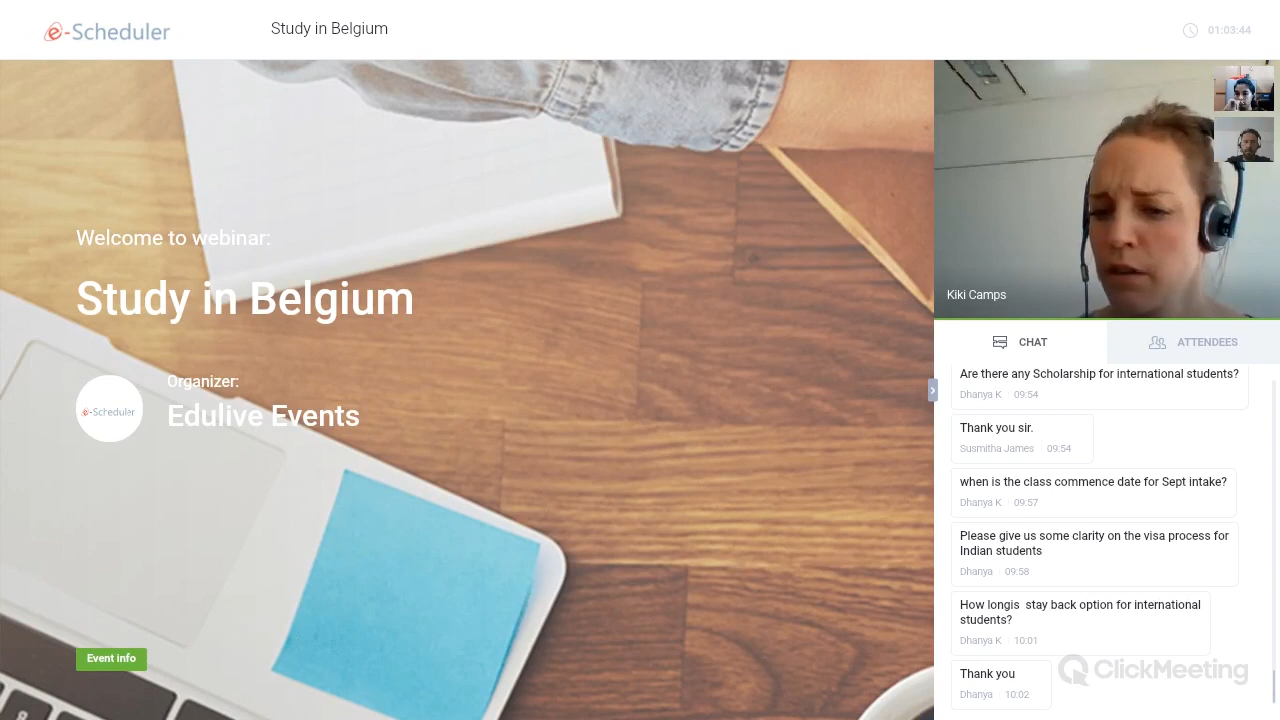 e-Scheduler
Study in Belgium
01:03:44
Welcome to webinar:
Study in Belgium
Organizer:
e-Scheduler
Edulive Events
Event info
Kiki Camps
CHAT
ATTENDEES
Are there any Scholarship for international students?
Dhanya K 09:54
Thank you sir.
Susmitha James 09:54
when is the class commence date for Sept intake?
Dhanya K 09:57
Please give us some clarity on the visa process for
Indian students
Dhanya 09:58
How longis  stay back option for international
students?
Dhanya K 10:01
Thank you
Dhanya 10:02
ClickMeeting